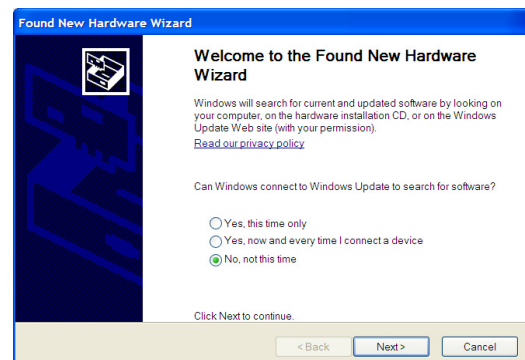 Found New Hardware Wizard
Welcome to the Found New Hardware
Wizard
Windows will search for current and updated software by looking on
your computer, on the hardware installation CD, or on the Windows
Update Web site (with your permission).
Read our privacy policy
Can Windows connect to Windows Update to search for software?
Yes, this time only
Yes, now and every time I connect a device
No, not this time
Click Next to continue.
< Back
Next >
Cancel